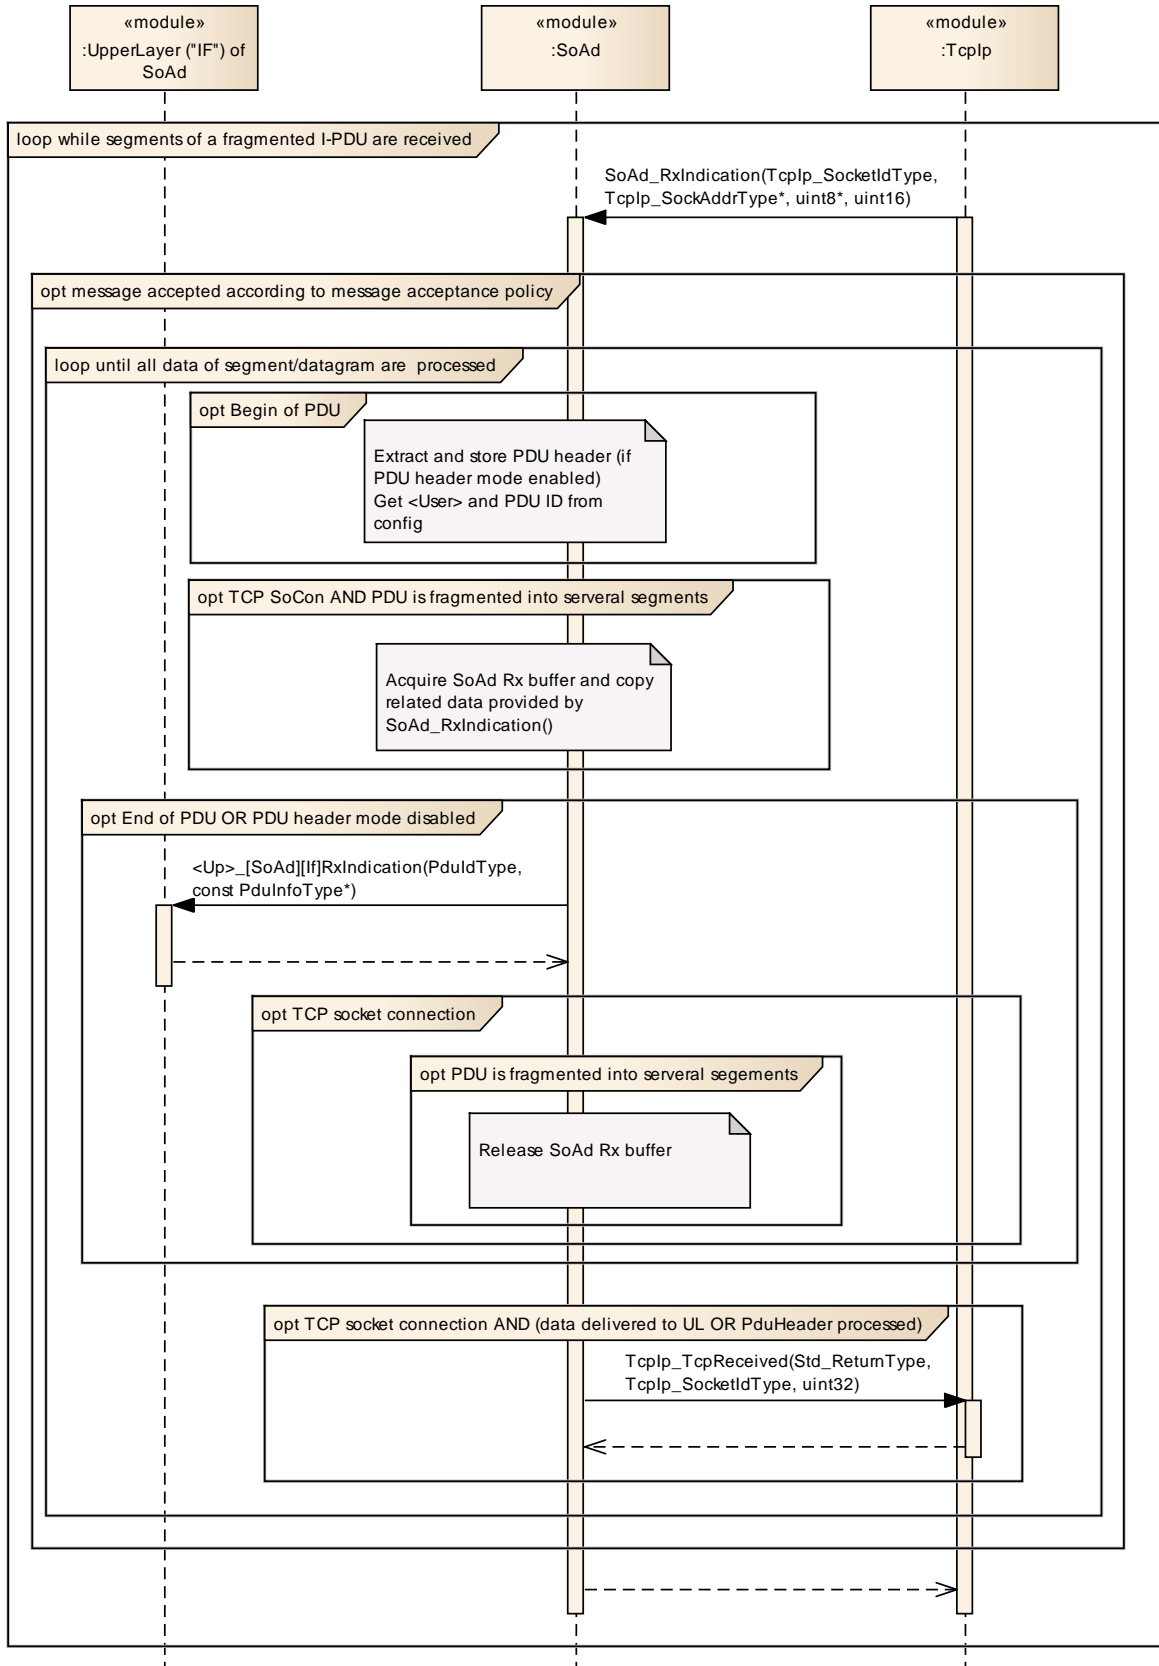 «module»
:UpperLayer ("IF") of
SoAd
«module»
:SoAd
«module»
:TcpIp
loop while segments of a fragmented I-PDU are received
SoAd_RxIndication(TcpIp_SocketIdType,
TcpIp_SockAddrType*, uint8*, uint16)
opt message accepted according to message acceptance policy
loop until all data of segment/datagram are processed
opt Begin of PDU
Extract and store PDU header (if
PDU header mode enabled)
Get <User> and PDU ID from
config
opt TCP SoCon AND PDU is fragmented into serveral segments
Acquire SoAd Rx buffer and copy
related data provided by
SoAd_RxIndication()
opt End of PDU OR PDU header mode disabled
<Up>_[SoAd][If]RxIndication(PduIdType,
const PduInfoType*)
opt TCP socket connection
opt PDU is fragmented into serveral segements
Release SoAd Rx buffer
opt TCP socket connection AND (data delivered to UL OR PduHeader processed)
TcpIp_TcpReceived(Std_ReturnType,
TcpIp_SocketIdType, uint32)